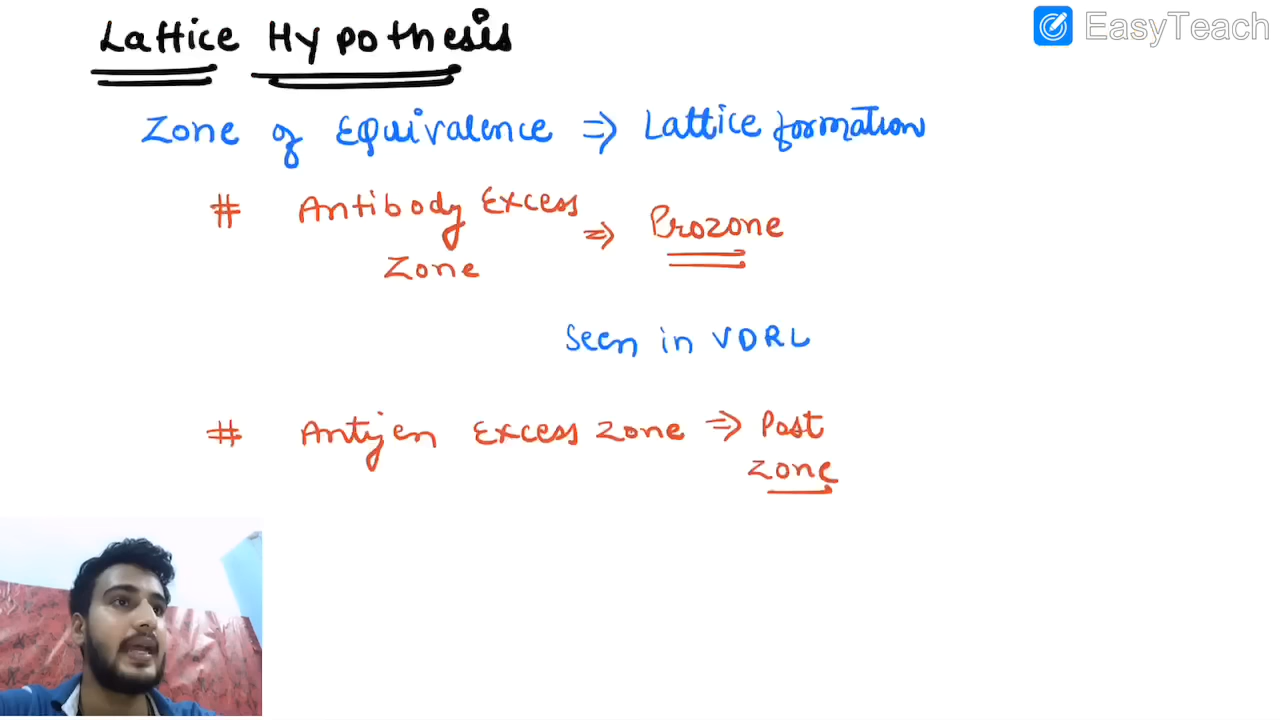 Lattice Hypothesis
EasyTeach
Zone of Equivalence ⇒ Lattice formation
# Antibody Excess Zone ⇒ Prozone
Seen in VDRL
# Antigen Excess Zone ⇒ Post
Zone